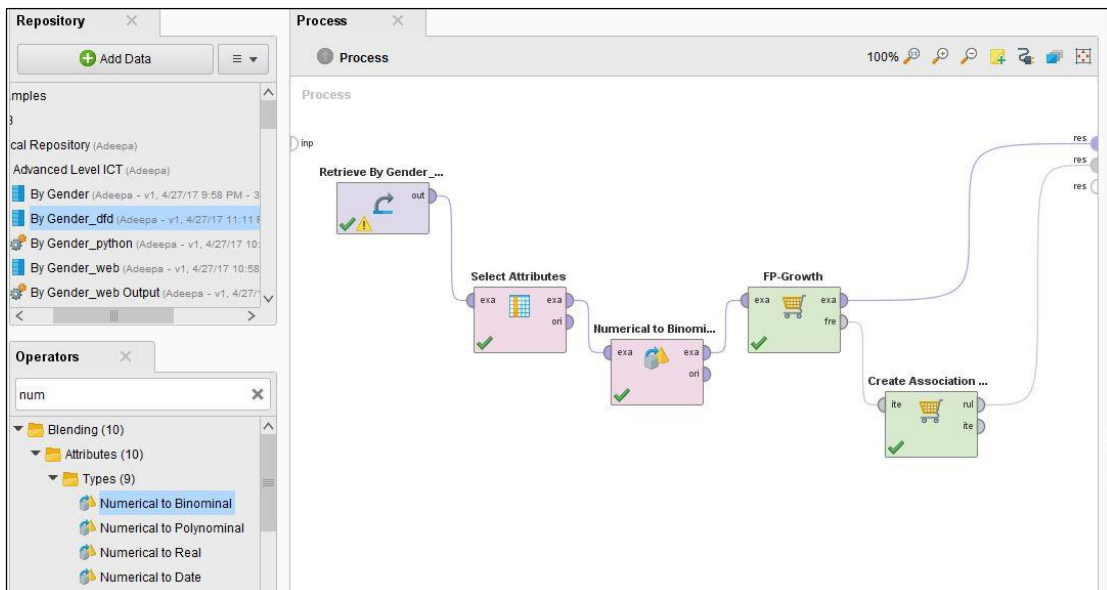 Repository
Add Data
mples
cal Repository (Adeepa)
Advanced Level ICT (Adeepa)
By Gender (Adeepa - v1, 4/27/17 9:58 PM - 3
By Gender_dfd (Adeepa - v1, 4/27/17 11:11
By Gender_python (Adeepa - v1, 4/27/17 10:
By Gender_web (Adeepa - v1, 4/27/17 10:58
By Gender_web Output (Adeepa - v1, 4/27/
Operators
num
Blending (10)
Attributes (10)
Types (9)
Numerical to Binominal
Numerical to Polynominal
Numerical to Real
Numerical to Date
Process
Process
100%
Process
inp
res
res
res
Retrieve By Gender_...
out
Select Attributes
exa exa
ori
Numerical to Binomi...
exa exa
ori
FP-Growth
exa exa
fre
Create Association ...
ite rul
ite